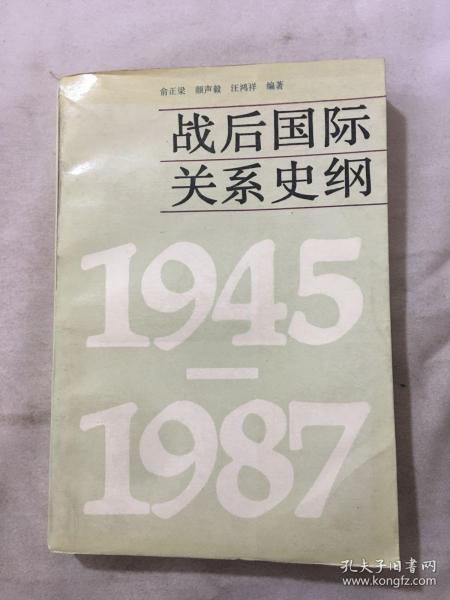 俞正梁 颜声毅 汪鸿祥 编著
战后国际
关系史纲
1945
—
1987
孔夫子旧书网
www.kongfz.com